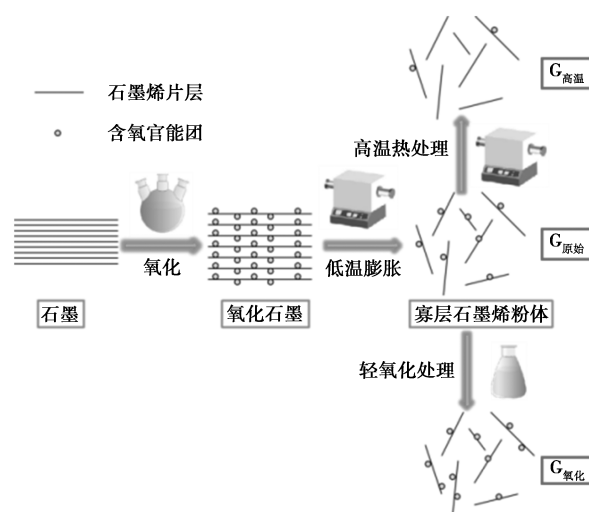 石墨烯片层
含氧官能团
G高温
高温热处理
氧化
低温膨胀
G原始
石墨
氧化石墨
寡层石墨烯粉体
轻氧化处理
G氧化